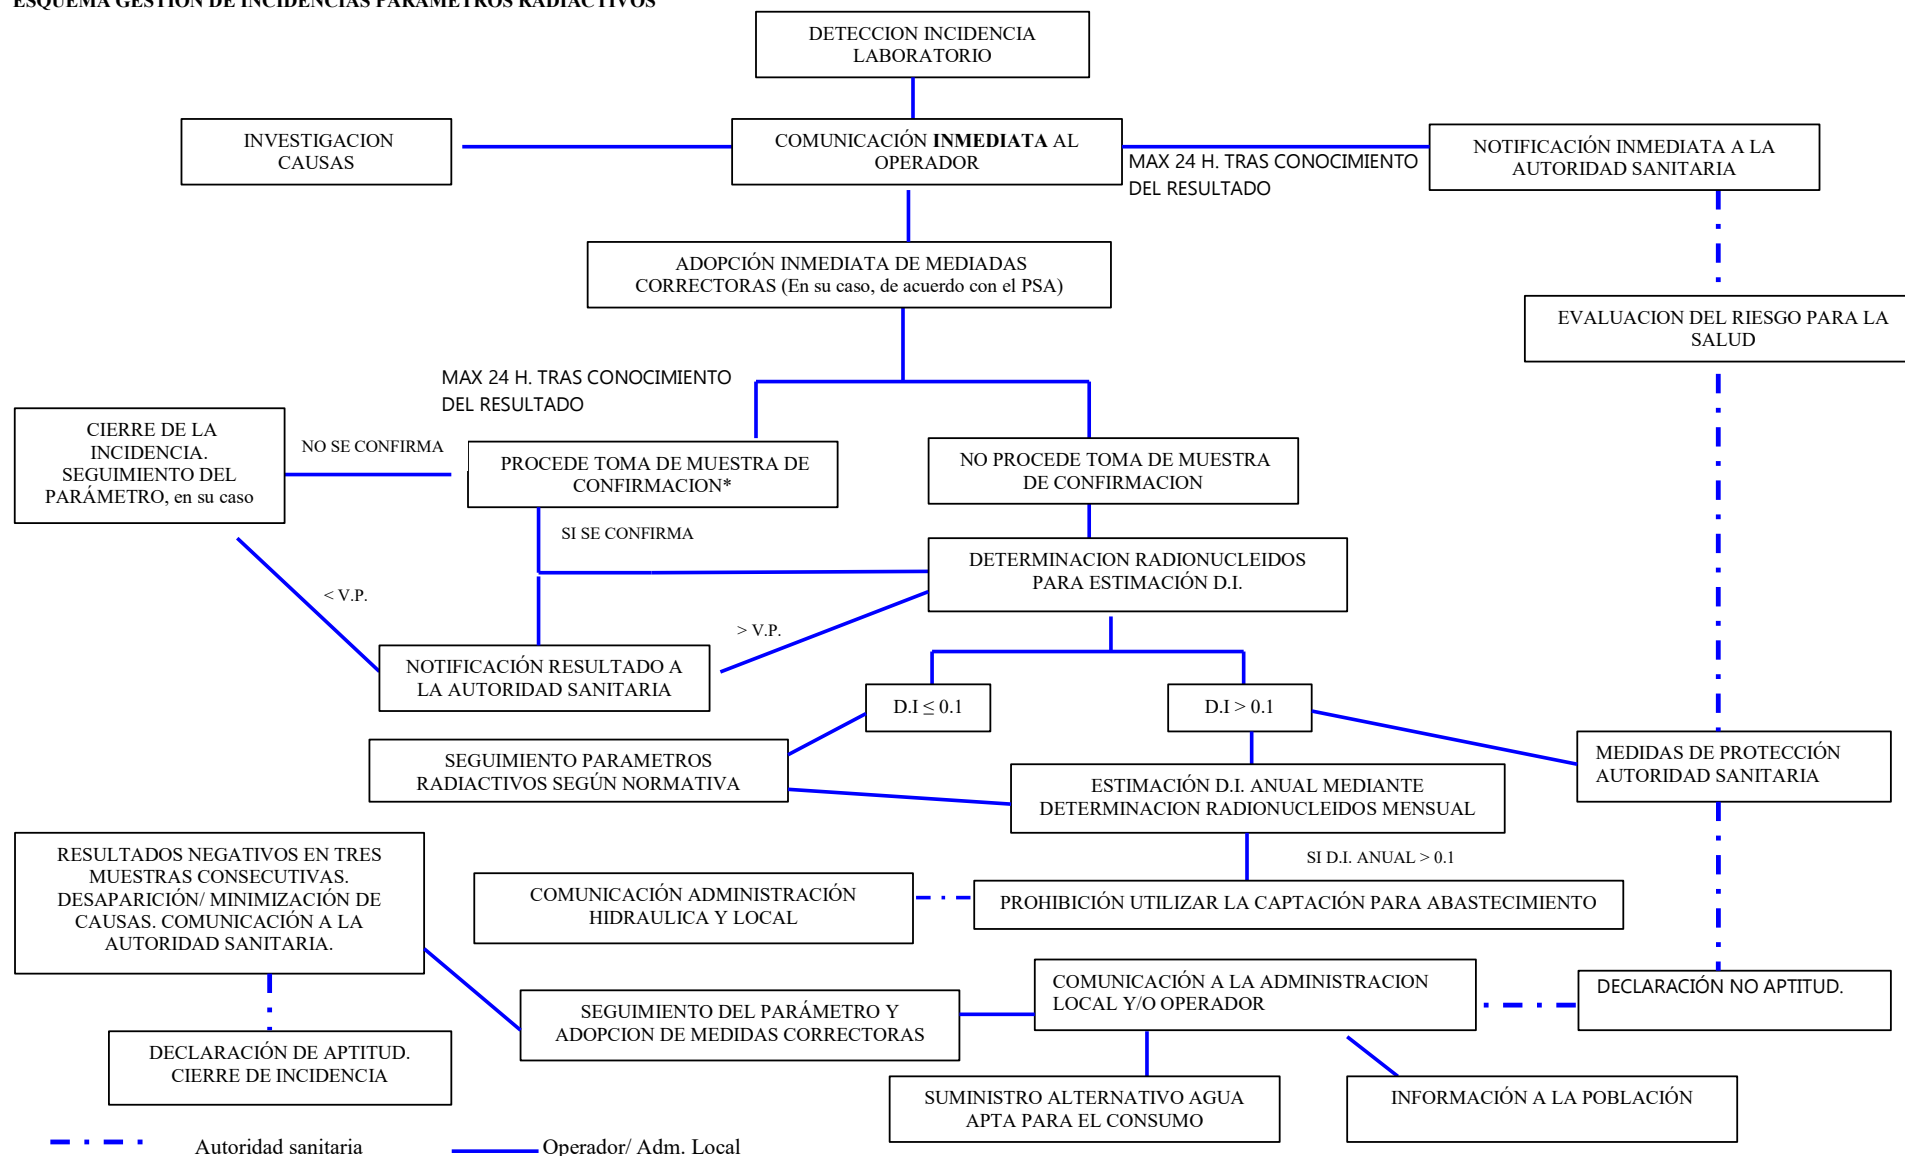 ESQUEMA GESTIÓN DE INCIDENCIAS PARÁMETROS RADIACTIVOS
DETECCION INCIDENCIA
LABORATORIO
INVESTIGACION
CAUSAS
COMUNICACIÓN INMEDIATA AL
OPERADOR
MAX 24 H. TRAS CONOCIMIENTO
DEL RESULTADO
NOTIFICACIÓN INMEDIATA A LA
AUTORIDAD SANITARIA
ADOPCIÓN INMEDIATA DE MEDIADAS
CORRECTORAS (En su caso, de acuerdo con el PSA)
EVALUACION DEL RIESGO PARA LA
SALUD
MAX 24 H. TRAS CONOCIMIENTO
DEL RESULTADO
CIERRE DE LA
INCIDENCIA.
SEGUIMIENTO DEL
PARÁMETRO, en su caso
NO SE CONFIRMA
PROCEDE TOMA DE MUESTRA DE
CONFIRMACION*
NO PROCEDE TOMA DE MUESTRA
DE CONFIRMACION
SI SE CONFIRMA
DETERMINACION RADIONUCLEIDOS
PARA ESTIMACIÓN D.I.
< V.P.
> V.P.
NOTIFICACIÓN RESULTADO A
LA AUTORIDAD SANITARIA
D.I ≤ 0.1
D.I > 0.1
SEGUIMIENTO PARAMETROS
RADIACTIVOS SEGÚN NORMATIVA
MEDIDAS DE PROTECCIÓN
AUTORIDAD SANITARIA
ESTIMACIÓN D.I. ANUAL MEDIANTE
DETERMINACION RADIONUCLEIDOS MENSUAL
RESULTADOS NEGATIVOS EN TRES
MUESTRAS CONSECUTIVAS.
DESAPARICIÓN/ MINIMIZACIÓN DE
CAUSAS. COMUNICACIÓN A LA
AUTORIDAD SANITARIA.
SI D.I. ANUAL > 0.1
COMUNICACIÓN ADMINISTRACIÓN
HIDRAULICA Y LOCAL
PROHIBICIÓN UTILIZAR LA CAPTACIÓN PARA ABASTECIMIENTO
COMUNICACIÓN A LA ADMINISTRACION
LOCAL Y/O OPERADOR
DECLARACIÓN NO APTITUD.
SEGUIMIENTO DEL PARÁMETRO Y
ADOPCION DE MEDIDAS CORRECTORAS
DECLARACIÓN DE APTITUD.
CIERRE DE INCIDENCIA
SUMINISTRO ALTERNATIVO AGUA
APTA PARA EL CONSUMO
INFORMACIÓN A LA POBLACIÓN
Autoridad sanitaria
Operador/ Adm. Local